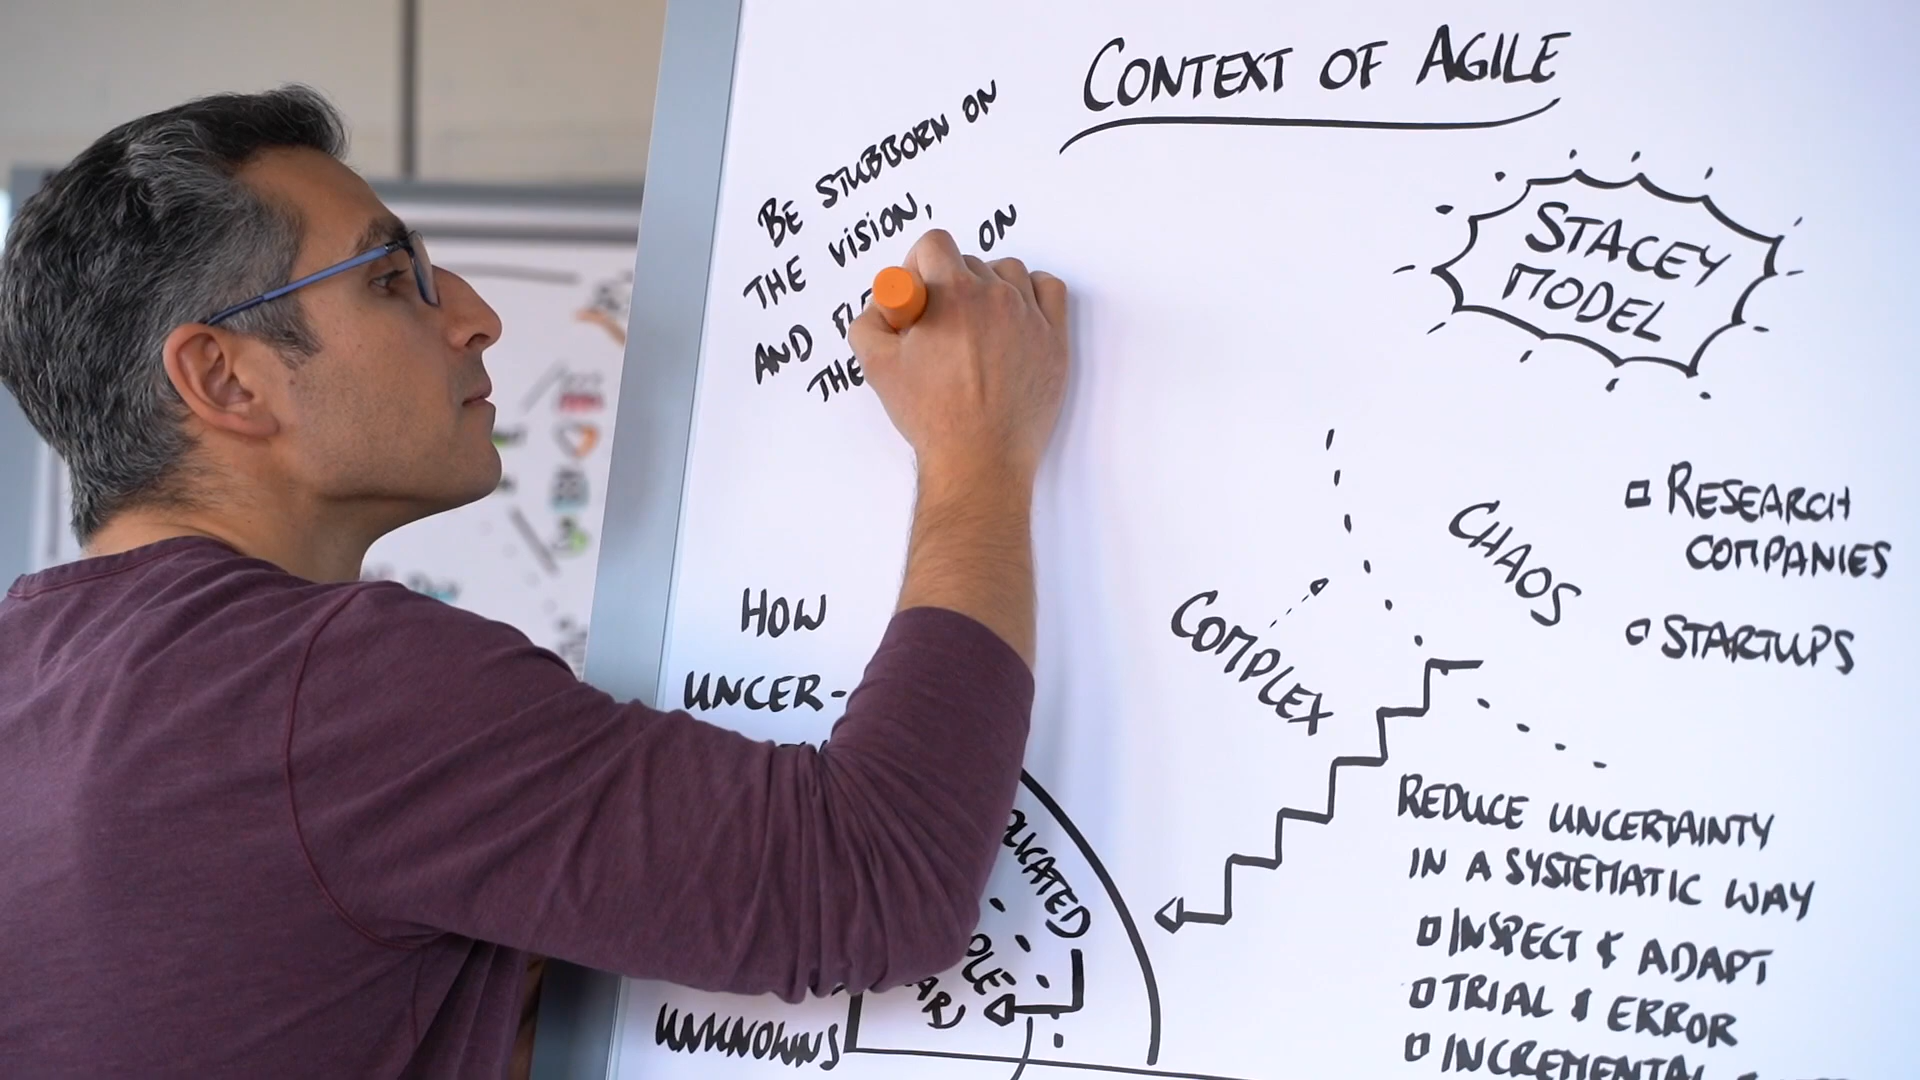 CONTEXT OF AGILE
BE STUBBORN ON
THE VISION,
AND ON
THE
STACEY
MODEL
CHAOS
COMPLEX
RESEARCH
COMPANIES
STARTUPS
HOW
UNCER-
REDUCE UNCERTAINTY
IN A SYSTEMATIC WAY
INSPECT & ADAPT
TRIAL & ERROR
INCREMENTAL
UNKNOWNS